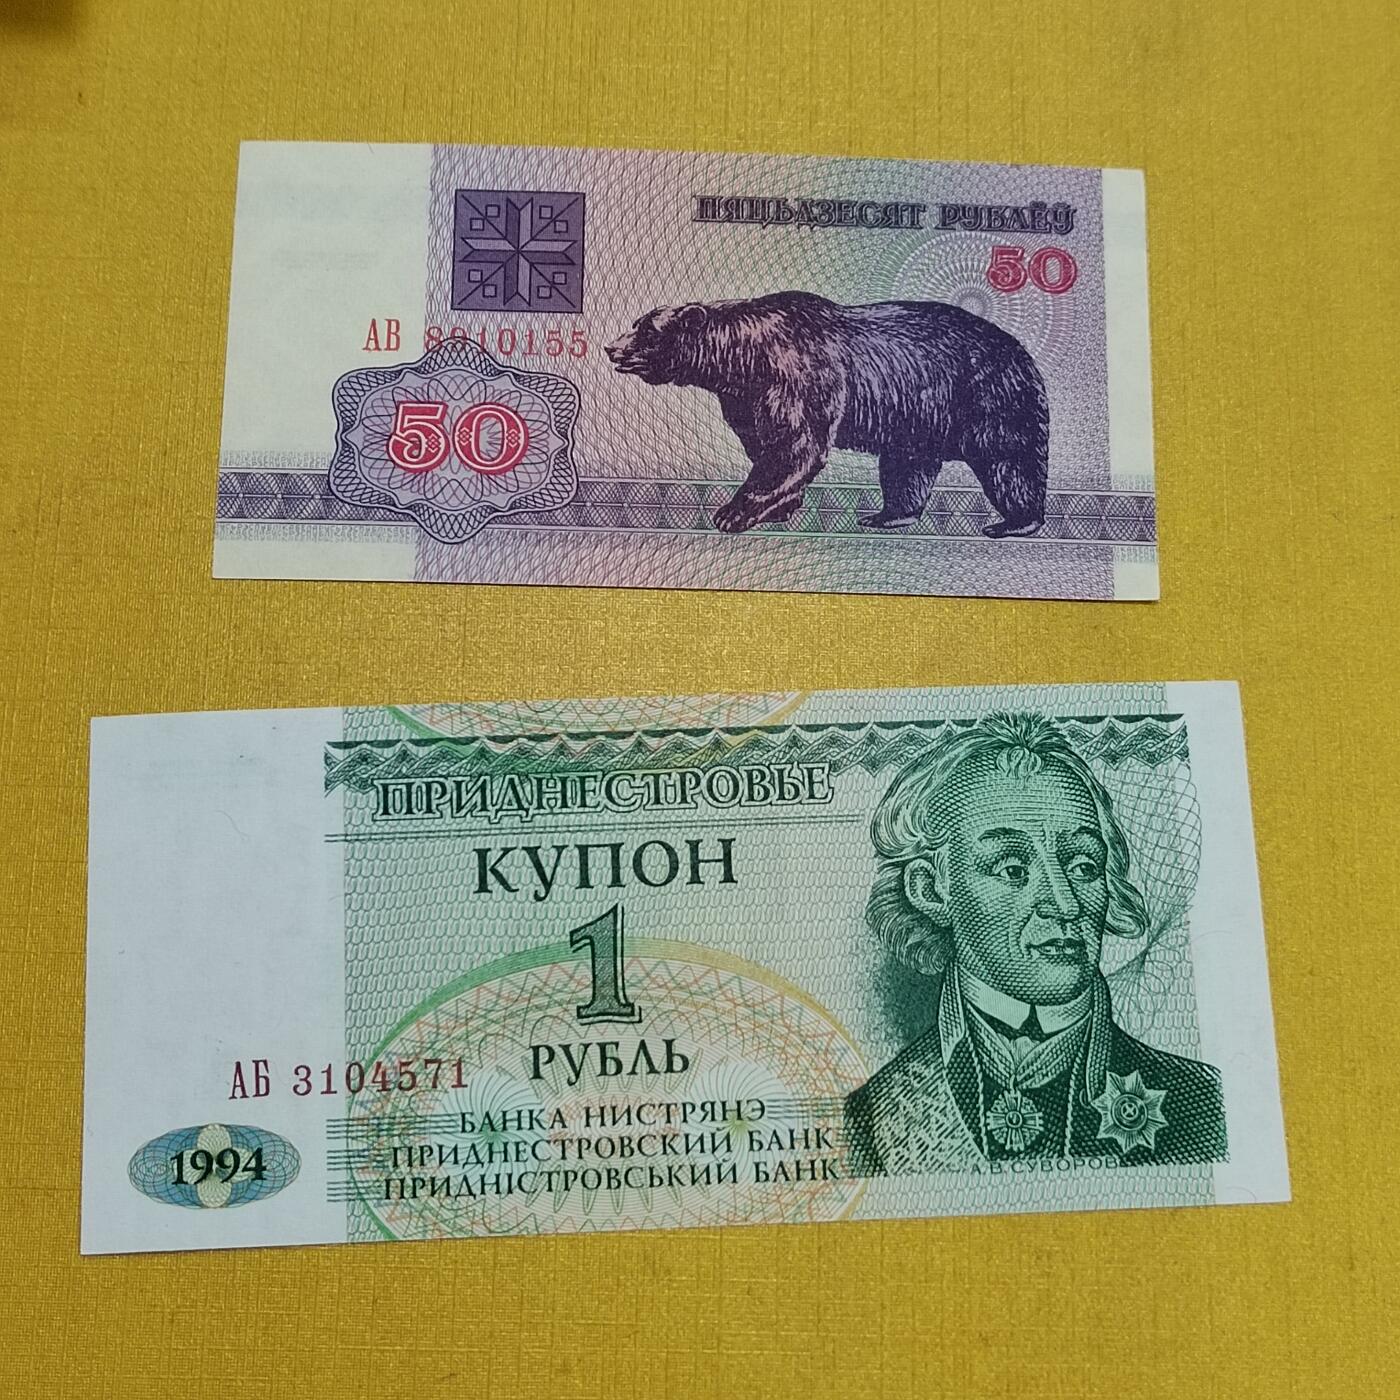 ПЯЦЬДЗЕСЯТ РУБЛЁЎ
50
АВ 8910155
50
ПРИДНЕСТРОВЬЕ
КУПОН
1
РУБЛЬ
АБ 3104571
БАНКА НИСТРЯНЭ
ПРИДНЕСТРОВСКИЙ БАНК
ПРИДНІСТРОВСЬКИЙ БАНК
1994
А.В.СУВОРОВ